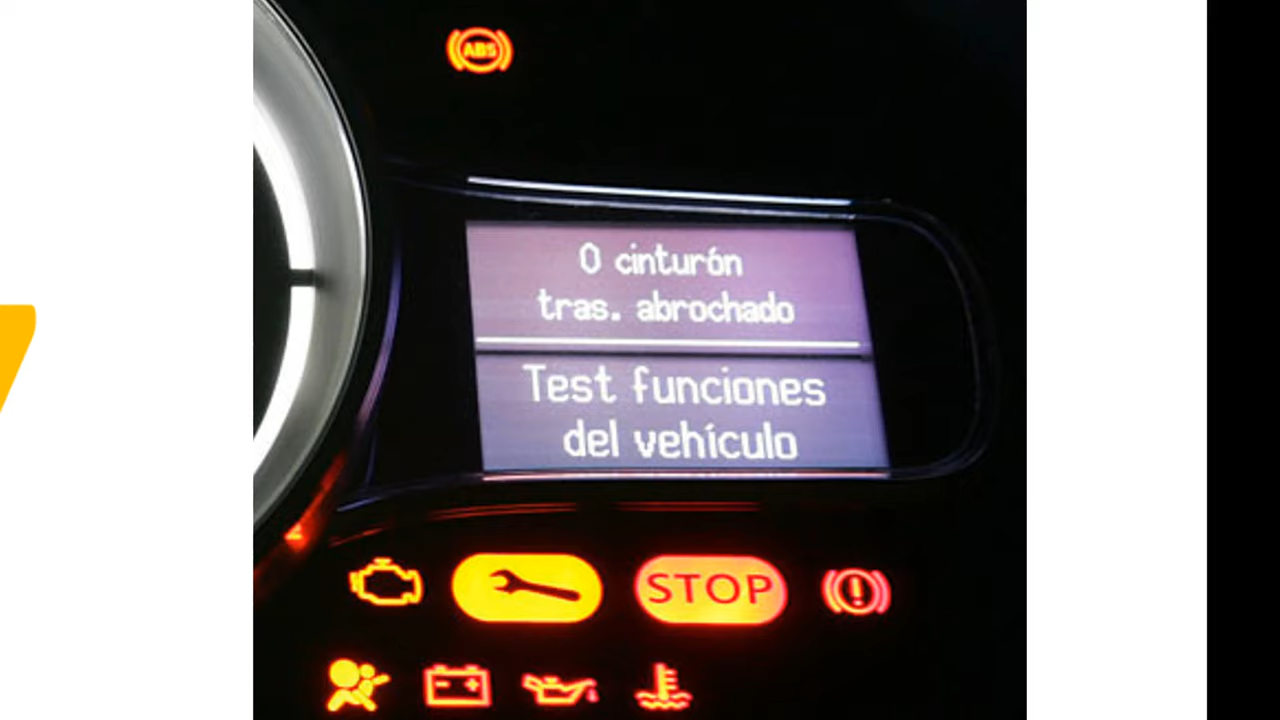 ABS
0 cinturón
tras. abrochado
Test funciones
del vehículo
STOP